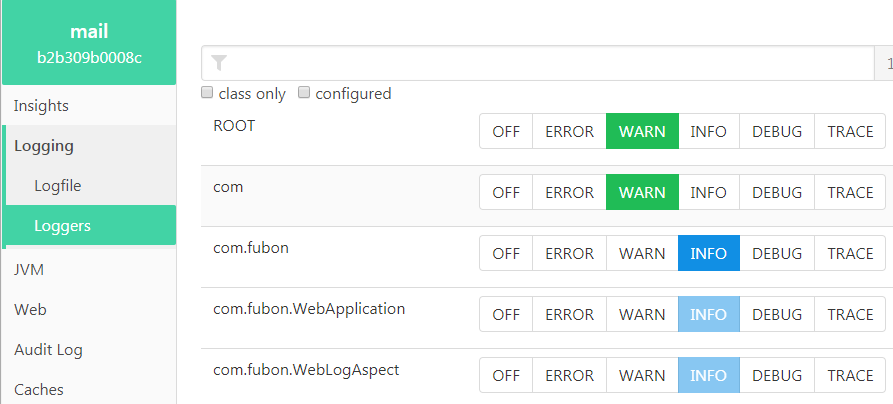 mail
b2b309b0008c
Insights
Logging
Logfile
Loggers
JVM
Web
Audit Log
Caches
1
class only configured
ROOT OFF ERROR WARN INFO DEBUG TRACE
com OFF ERROR WARN INFO DEBUG TRACE
com.fubon OFF ERROR WARN INFO DEBUG TRACE
com.fubon.WebApplication OFF ERROR WARN INFO DEBUG TRACE
com.fubon.WebLogAspect OFF ERROR WARN INFO DEBUG TRACE